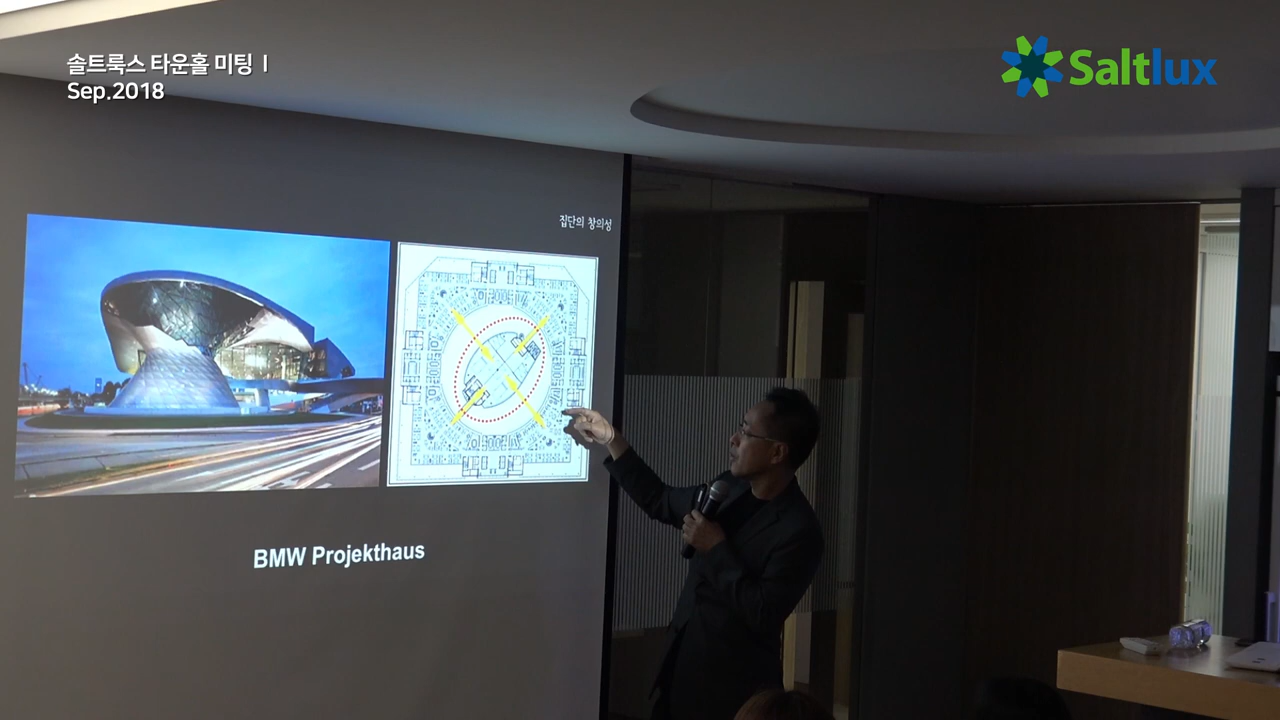 솔트룩스 타운홀 미팅 Ⅰ
Sep.2018
Saltlux
집단의 창의성
BMW Projekthaus